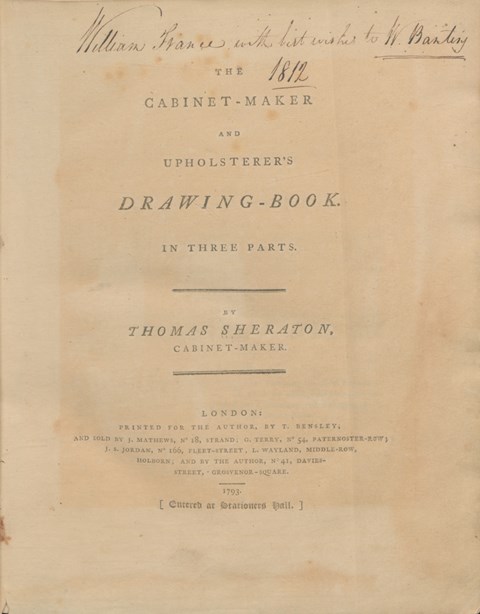 William France with best wishes to W. Banting
1812
THE
CABINET-MAKER
AND
UPHOLSTERER'S
DRAWING-BOOK.
IN THREE PARTS.
BY
THOMAS SHERATON,
CABINET-MAKER.
LONDON:
PRINTED FOR THE AUTHOR, BY T. BENSLEY;
AND SOLD BY J. MATHEWS, Nº 18, STRAND; G. TERRY, Nº 54, PATERNOSTER-ROW;
J. S. JORDAN, Nº 166, FLEET-STREET, L. WAYLAND, MIDDLE-ROW,
HOLBORN; AND BY THE AUTHOR, Nº 41, DAVIES-
STREET, GROSVENOR-SQUARE.
1793.
[ Entered at Stationers Hall. ]